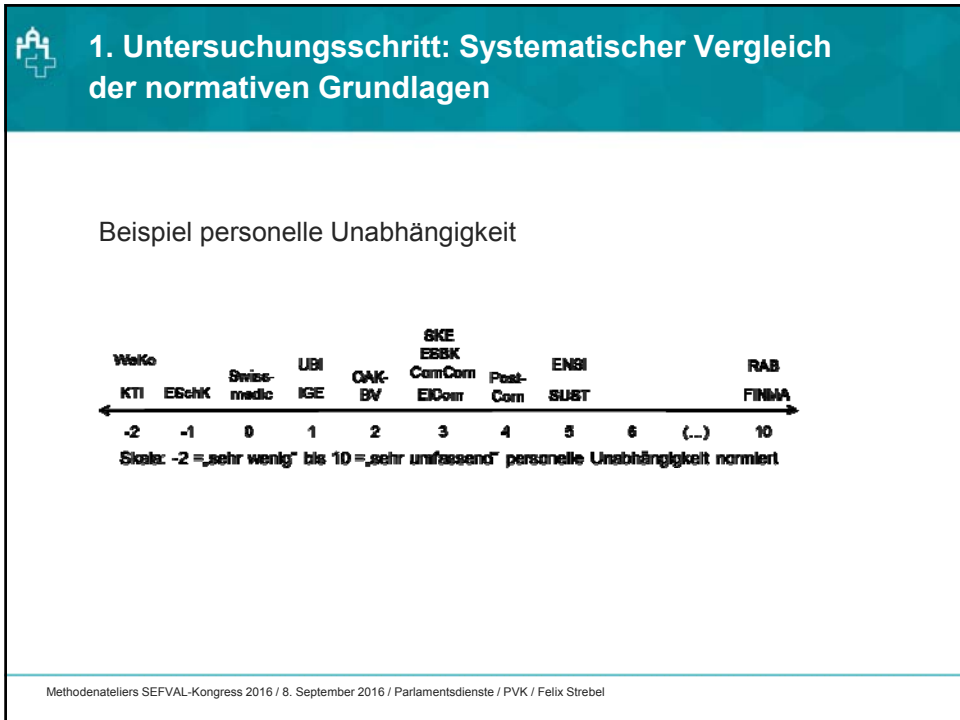 1. Untersuchungsschritt: Systematischer Vergleich
der normativen Grundlagen
Beispiel personelle Unabhängigkeit
SKE
WeKo UBI ESBK ENSI RAB
Swiss- OAK- ComCom Post-
KTI ESchK medic IGE BV ElCom Com SUST FINMA
-2 -1 0 1 2 3 4 5 6 (...) 10
Skala: -2 =„sehr wenig" bis 10 =„sehr umfassend" personelle Unabhängigkeit normiert
Methodenateliers SEFVAL-Kongress 2016 / 8. September 2016 / Parlamentsdienste / PVK / Felix Strebel